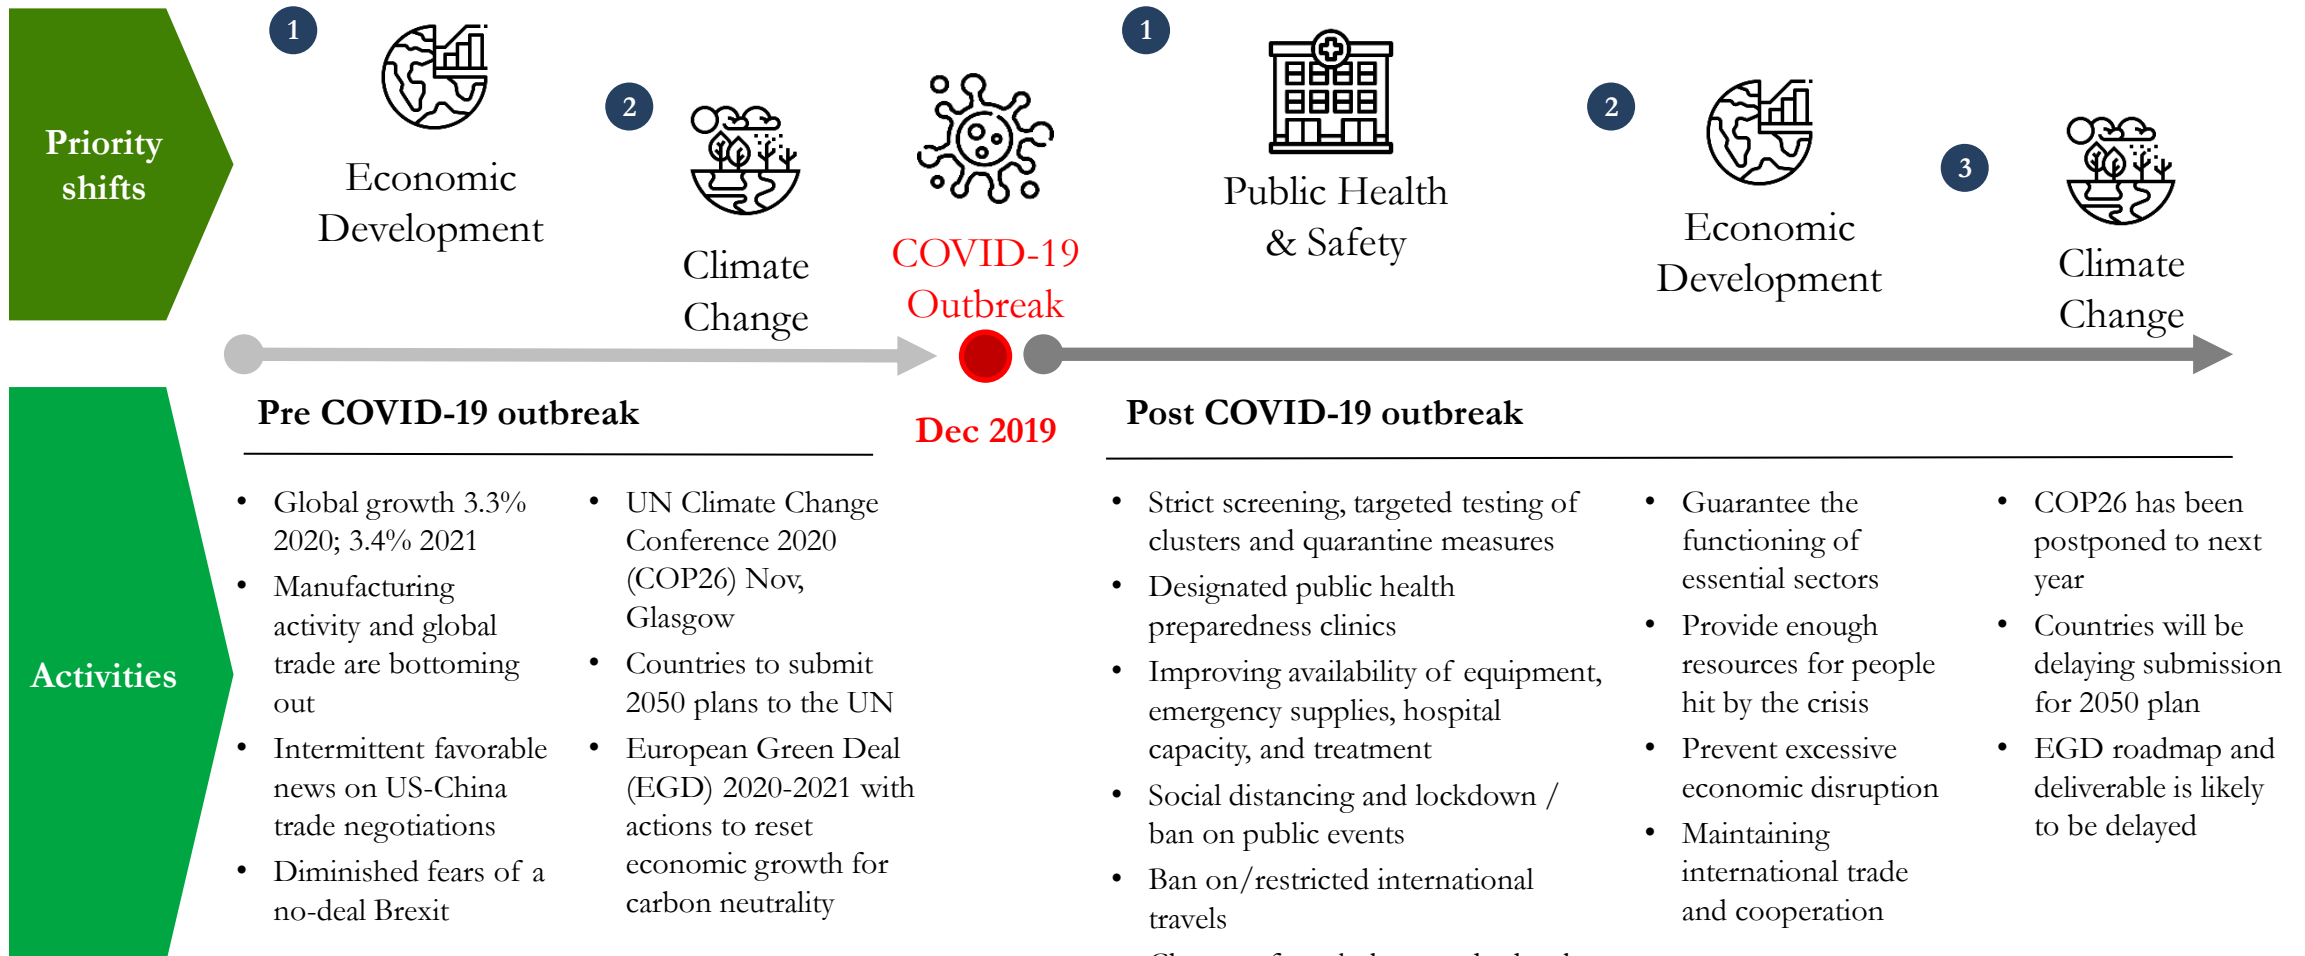 Priority
shifts
1
Economic
Development
2
Climate
Change
COVID-19
Outbreak
1
Public Health
& Safety
2
Economic
Development
3
Climate
Change
Pre COVID-19 outbreak
Dec 2019
Post COVID-19 outbreak
Activities
• Global growth 3.3%
2020; 3.4% 2021
• Manufacturing
activity and global
trade are bottoming
out
• Intermittent favorable
news on US-China
trade negotiations
• Diminished fears of a
no-deal Brexit
• UN Climate Change
Conference 2020
(COP26) Nov,
Glasgow
• Countries to submit
2050 plans to the UN
• European Green Deal
(EGD) 2020-2021 with
actions to reset
economic growth for
carbon neutrality
• Strict screening, targeted testing of
clusters and quarantine measures
• Designated public health
preparedness clinics
• Improving availability of equipment,
emergency supplies, hospital
capacity, and treatment
• Social distancing and lockdown /
ban on public events
• Ban on/restricted international
travels
• Guarantee the
functioning of
essential sectors
• Provide enough
resources for people
hit by the crisis
• Prevent excessive
economic disruption
• Maintaining
international trade
and cooperation
• COP26 has been
postponed to next
year
• Countries will be
delaying submission
for 2050 plan
• EGD roadmap and
deliverable is likely
to be delayed